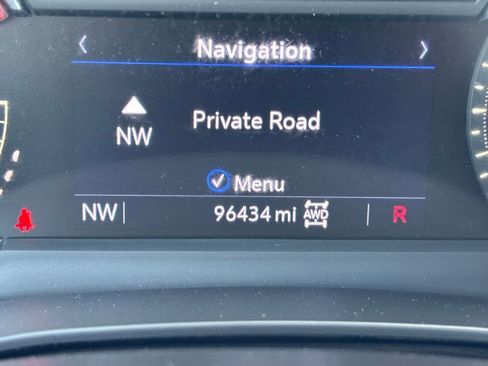 Navigation
Private Road
NW
Menu
NW 96434 mi AWD R